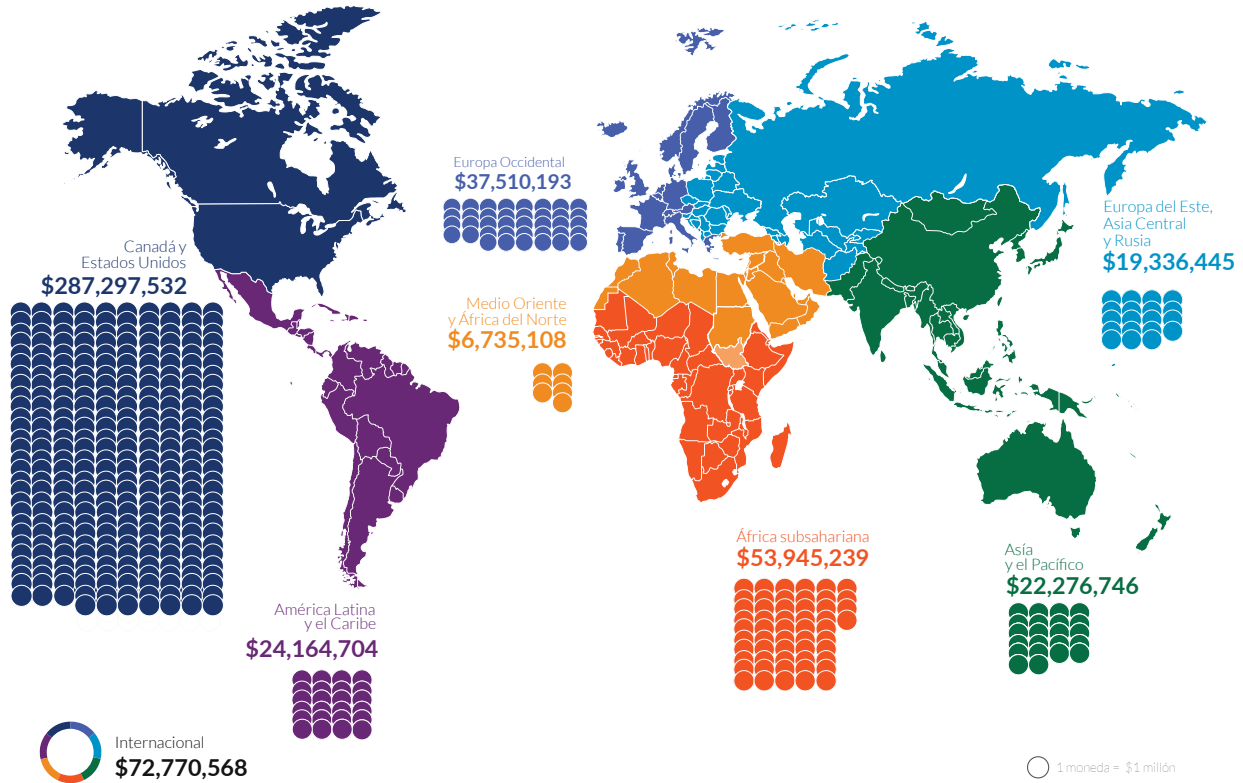 Europa Occidental
$37,510,193
Europa del Este,
Asia Central
y Rusia
$19,336,445
Canadá y
Estados Unidos
$287,297,532
Medio Oriente
y África del Norte
$6,735,108
África subsahariana
$53,945,239
Asía
y el Pacífico
$22,276,746
América Latina
y el Caribe
$24,164,704
Internacional
$72,770,568
1 moneda = $1 millón